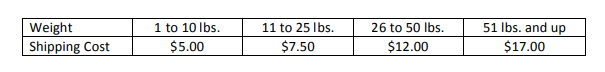 Weight 1 to 10 lbs. 11 to 25 lbs. 26 to 50 lbs. 51 lbs. and up
Shipping Cost $5.00 $7.50 $12.00 $17.00